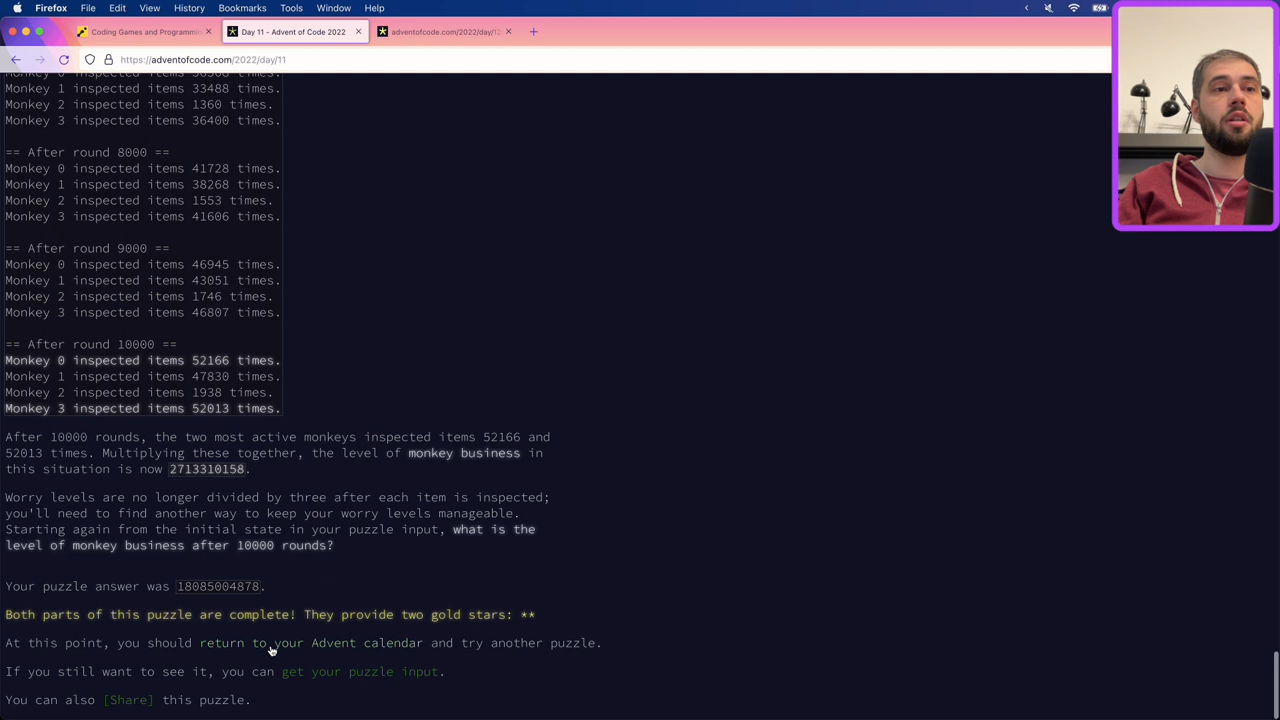 Firefox File Edit View History Bookmarks Tools Window Help
Coding Games and Programmin
Day 11 - Advent of Code 2022
adventofcode.com/2022/day/12
https://adventofcode.com/2022/day/11
Monkey 1 inspected items 33488 times.
Monkey 2 inspected items 1360 times.
Monkey 3 inspected items 36400 times.
== After round 8000 ==
Monkey 0 inspected items 41728 times.
Monkey 1 inspected items 38268 times.
Monkey 2 inspected items 1553 times.
Monkey 3 inspected items 41606 times.
== After round 9000 ==
Monkey 0 inspected items 46945 times.
Monkey 1 inspected items 43051 times.
Monkey 2 inspected items 1746 times.
Monkey 3 inspected items 46807 times.
== After round 10000 ==
Monkey 0 inspected items 52166 times.
Monkey 1 inspected items 47830 times.
Monkey 2 inspected items 1938 times.
Monkey 3 inspected items 52013 times.
After 10000 rounds, the two most active monkeys inspected items 52166 and
52013 times. Multiplying these together, the level of monkey business in
this situation is now 2713310158.
Worry levels are no longer divided by three after each item is inspected;
you'll need to find another way to keep your worry levels manageable.
Starting again from the initial state in your puzzle input, what is the
level of monkey business after 10000 rounds?
Your puzzle answer was 18085004878.
Both parts of this puzzle are complete! They provide two gold stars: **
At this point, you should return to your Advent calendar and try another puzzle.
If you still want to see it, you can get your puzzle input.
You can also [Share] this puzzle.